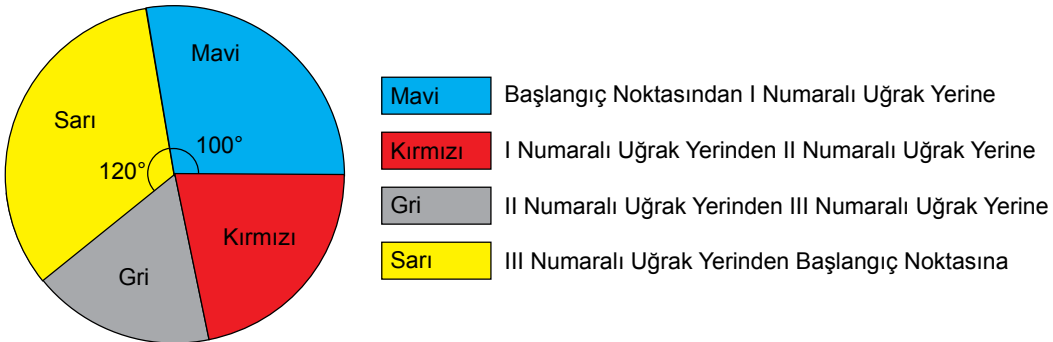 Mavi
Sarı
100°
120°
Kırmızı
Gri
Mavi Başlangıç Noktasından I Numaralı Uğrak Yerine
Kırmızı I Numaralı Uğrak Yerinden II Numaralı Uğrak Yerine
Gri II Numaralı Uğrak Yerinden III Numaralı Uğrak Yerine
Sarı III Numaralı Uğrak Yerinden Başlangıç Noktasına